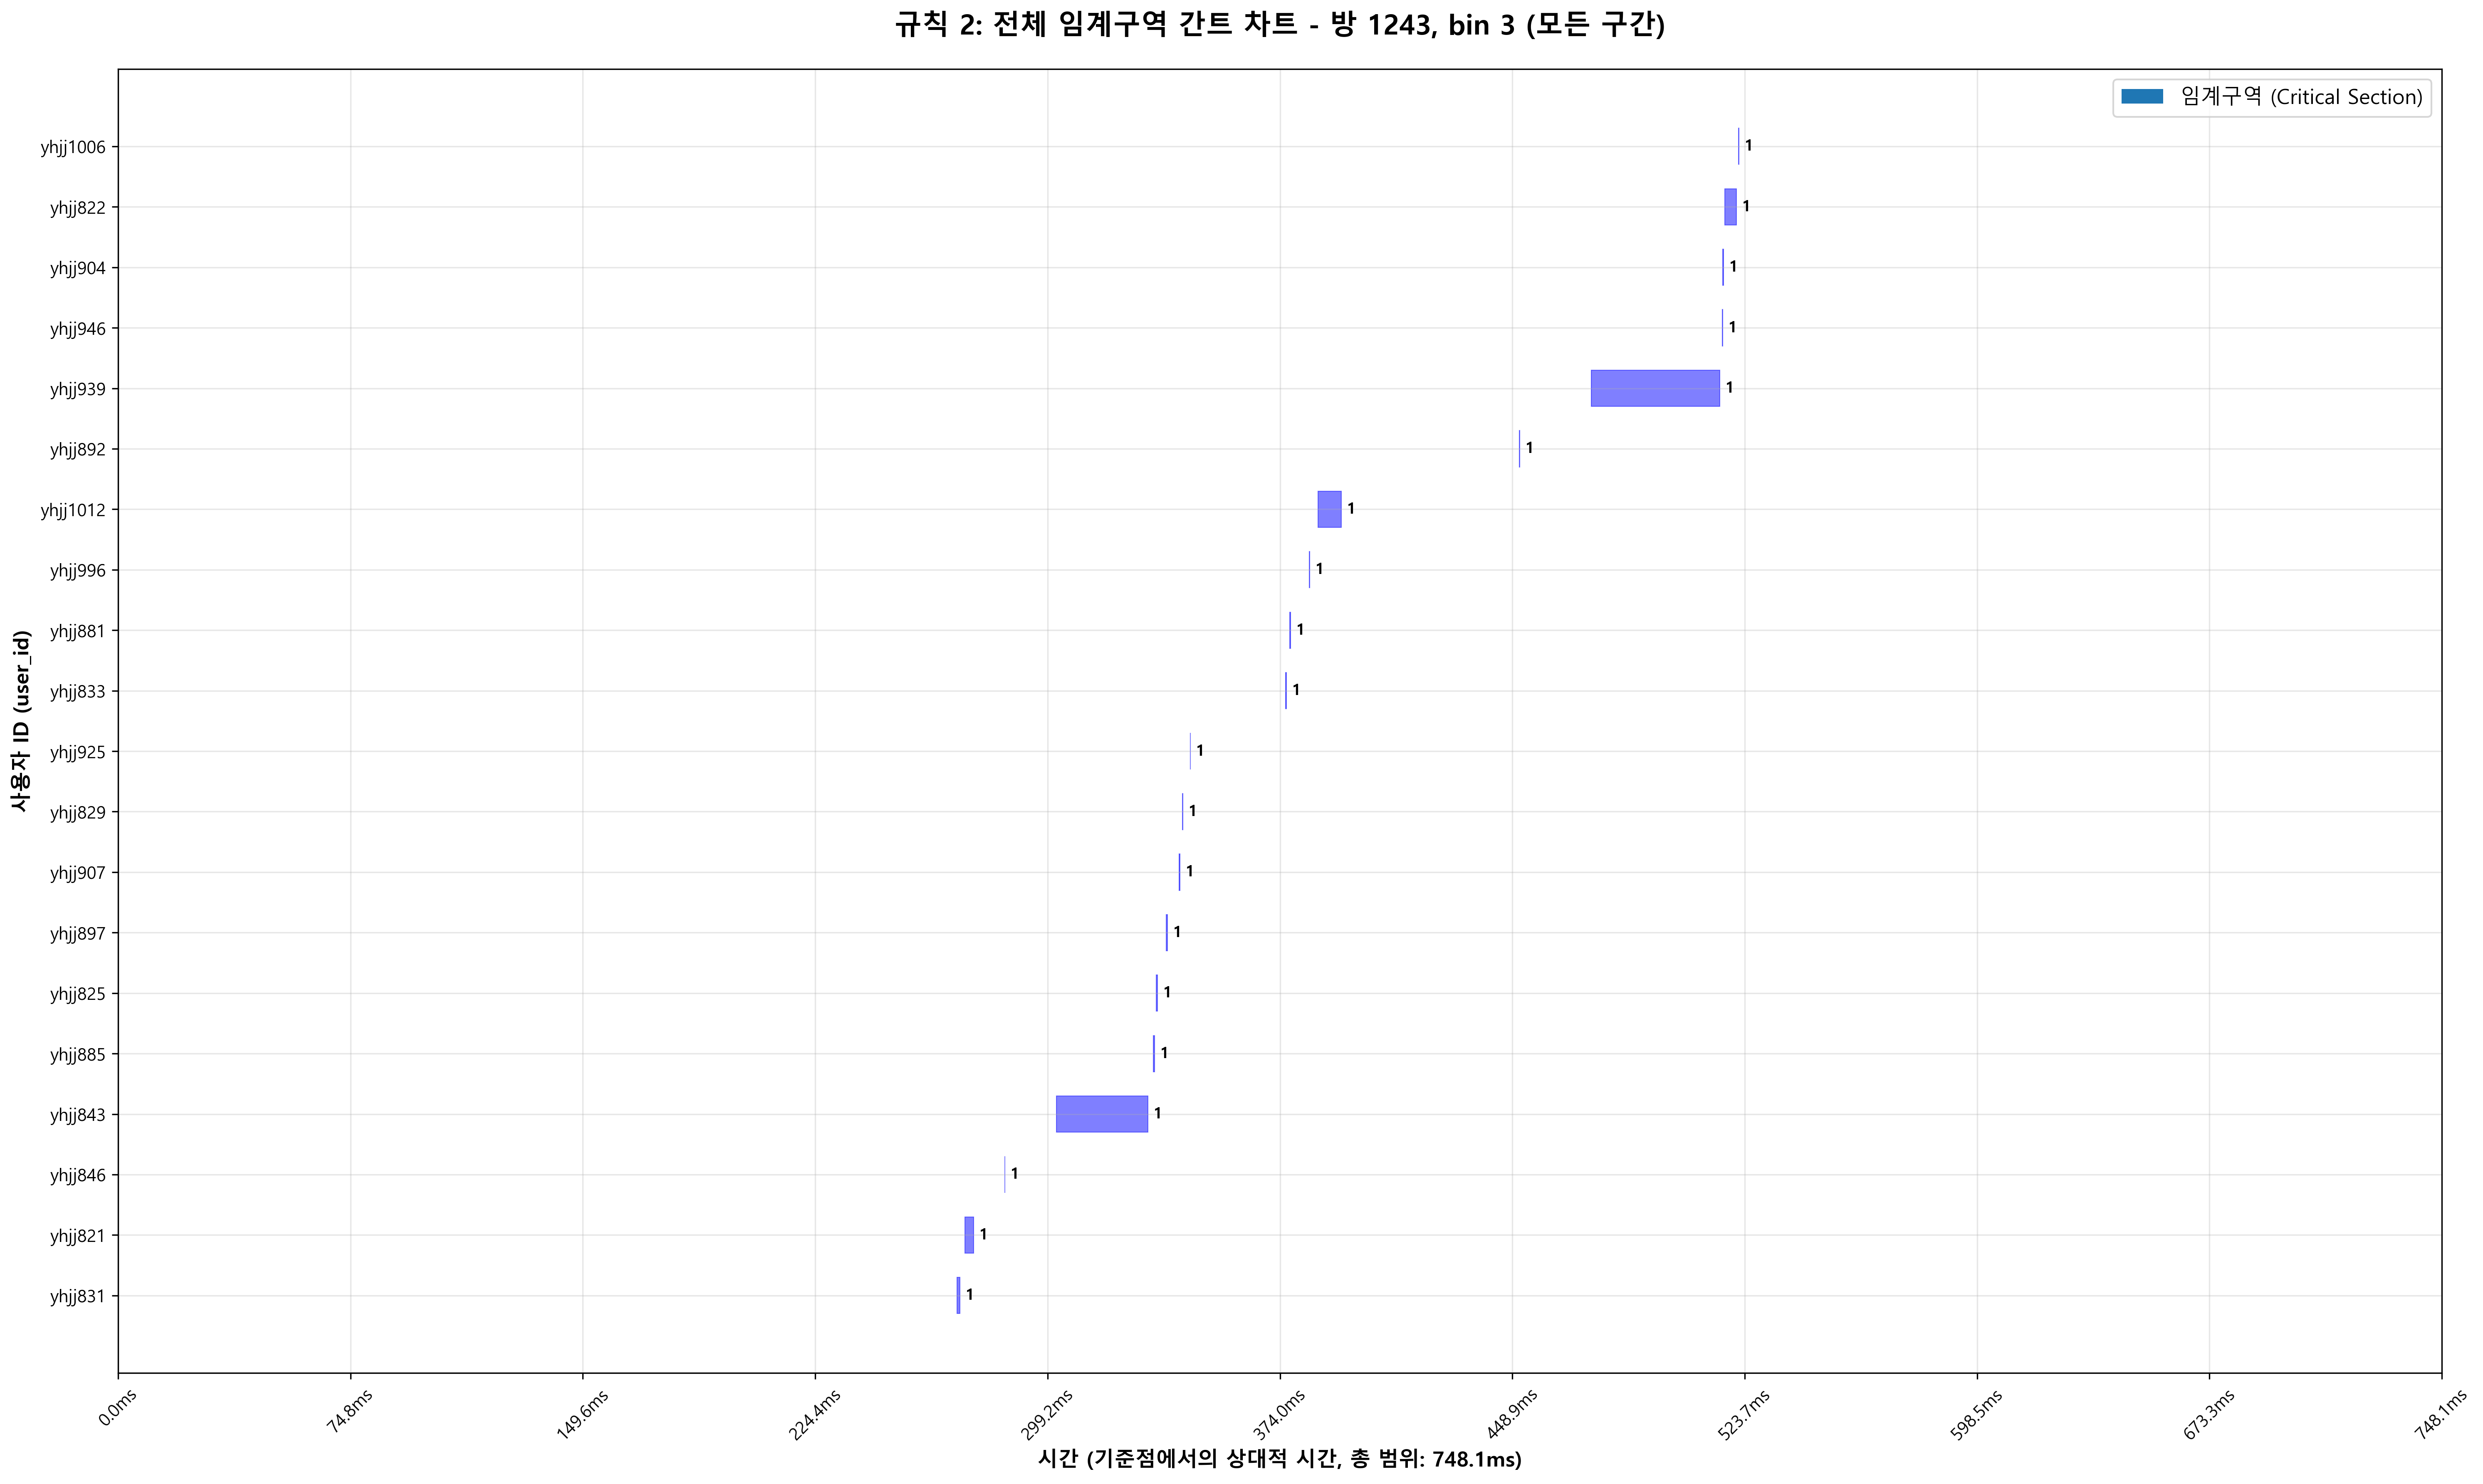 규칙 2: 전체 임계구역 간트 차트 - 방 1243, bin 3 (모든 구간)
임계구역 (Critical Section)
사용자 ID (user_id)
yhjj1006 1
yhjj822 1
yhjj904 1
yhjj946 1
yhjj939 1
yhjj892 1
yhjj1012 1
yhjj996 1
yhjj881 1
yhjj833 1
yhjj925 1
yhjj829 1
yhjj907 1
yhjj897 1
yhjj825 1
yhjj885 1
yhjj843 1
yhjj846 1
yhjj821 1
yhjj831 1
0.0ms 74.8ms 149.6ms 224.4ms 299.2ms 374.0ms 448.9ms 523.7ms 598.5ms 673.3ms 748.1ms
시간 (기준점에서의 상대적 시간, 총 범위: 748.1ms)